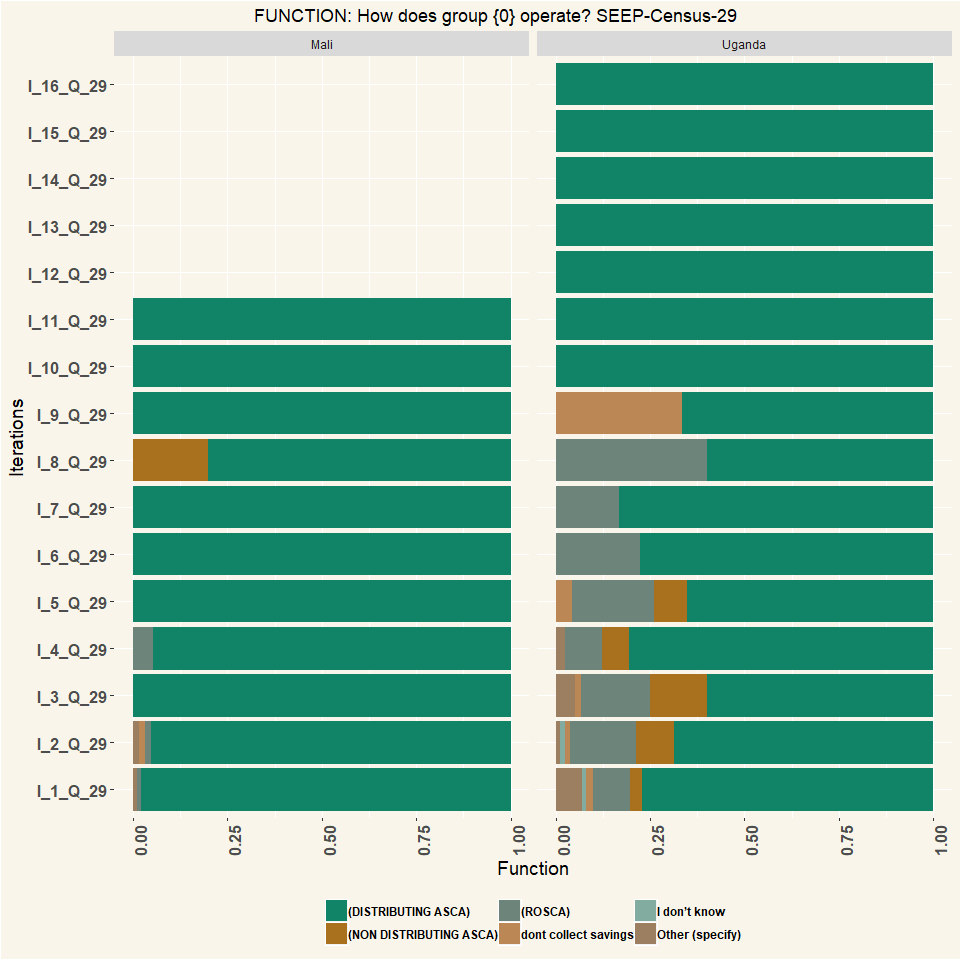 FUNCTION: How does group {0} operate? SEEP-Census-29
Mali
Uganda
Iterations
I_16_Q_29
I_15_Q_29
I_14_Q_29
I_13_Q_29
I_12_Q_29
I_11_Q_29
I_10_Q_29
I_9_Q_29
I_8_Q_29
I_7_Q_29
I_6_Q_29
I_5_Q_29
I_4_Q_29
I_3_Q_29
I_2_Q_29
I_1_Q_29
0.00 0.25 0.50 0.75 1.00
0.00 0.25 0.50 0.75 1.00
Function
(DISTRIBUTING ASCA) (ROSCA) I don't know
(NON DISTRIBUTING ASCA) dont collect savings Other (specify)